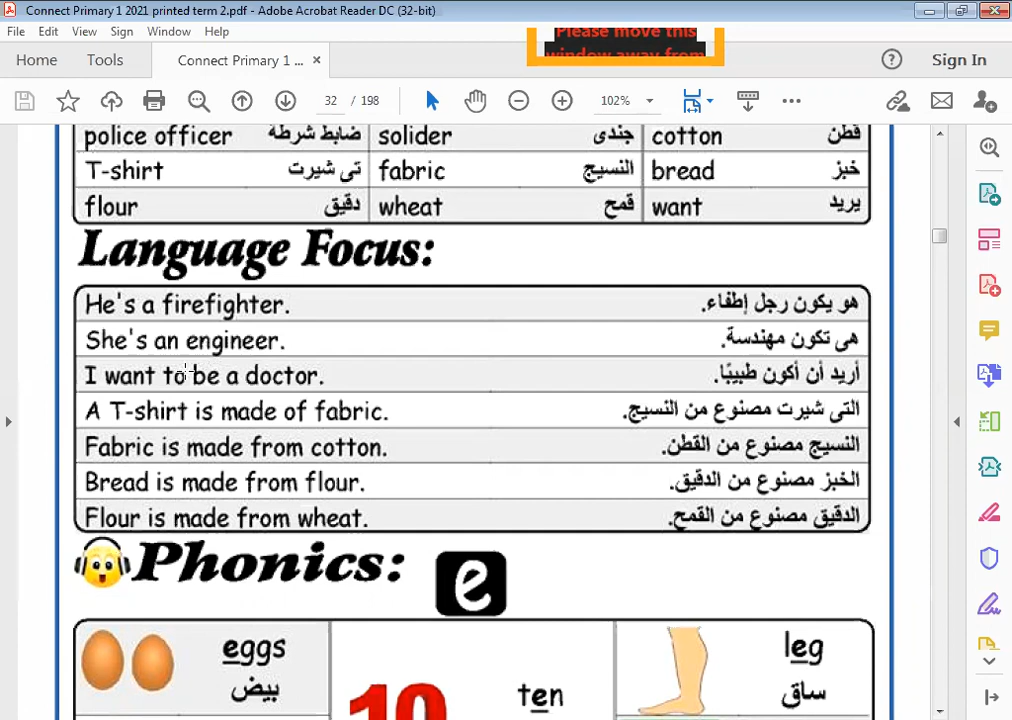 Connect Primary 1 2021 printed term 2.pdf - Adobe Acrobat Reader DC (32-bit)
File Edit View Sign Window Help
Please move this
window away from
Home Tools Connect Primary 1 ... × Sign In
32 / 198 102%
police officer ضابط شرطة solider جندى cotton قطن
T-shirt تى شيرت fabric النسيج bread خبز
flour دقيق wheat قمح want يريد
Language Focus:
He's a firefighter. هو يكون رجل إطفاء.
She's an engineer. هى تكون مهندسة.
I want to be a doctor. أريد أن أكون طبيبًا.
A T-shirt is made of fabric. التى شيرت مصنوع من النسيج.
Fabric is made from cotton. النسيج مصنوع من القطن.
Bread is made from flour. الخبز مصنوع من الدقيق.
Flour is made from wheat. الدقيق مصنوع من القمح.
Phonics: e
eggs بيض
10 ten
leg ساق